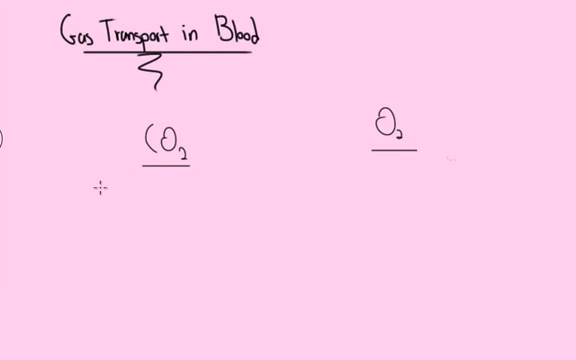 Gas Transport in Blood
CO₂ O₂